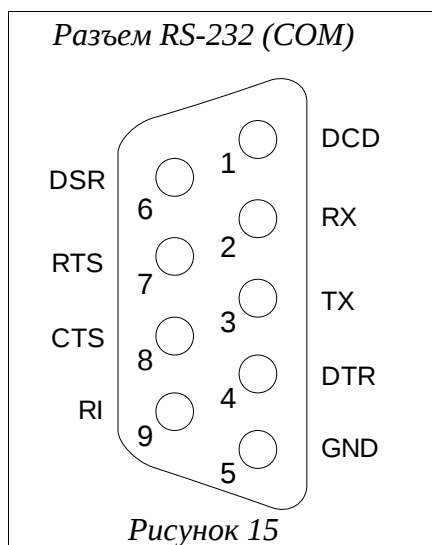 Разъем RS-232 (COM)
DCD
1
DSR
6
RX
2
RTS
7
TX
3
CTS
8
DTR
4
RI
9
GND
5
Рисунок 15